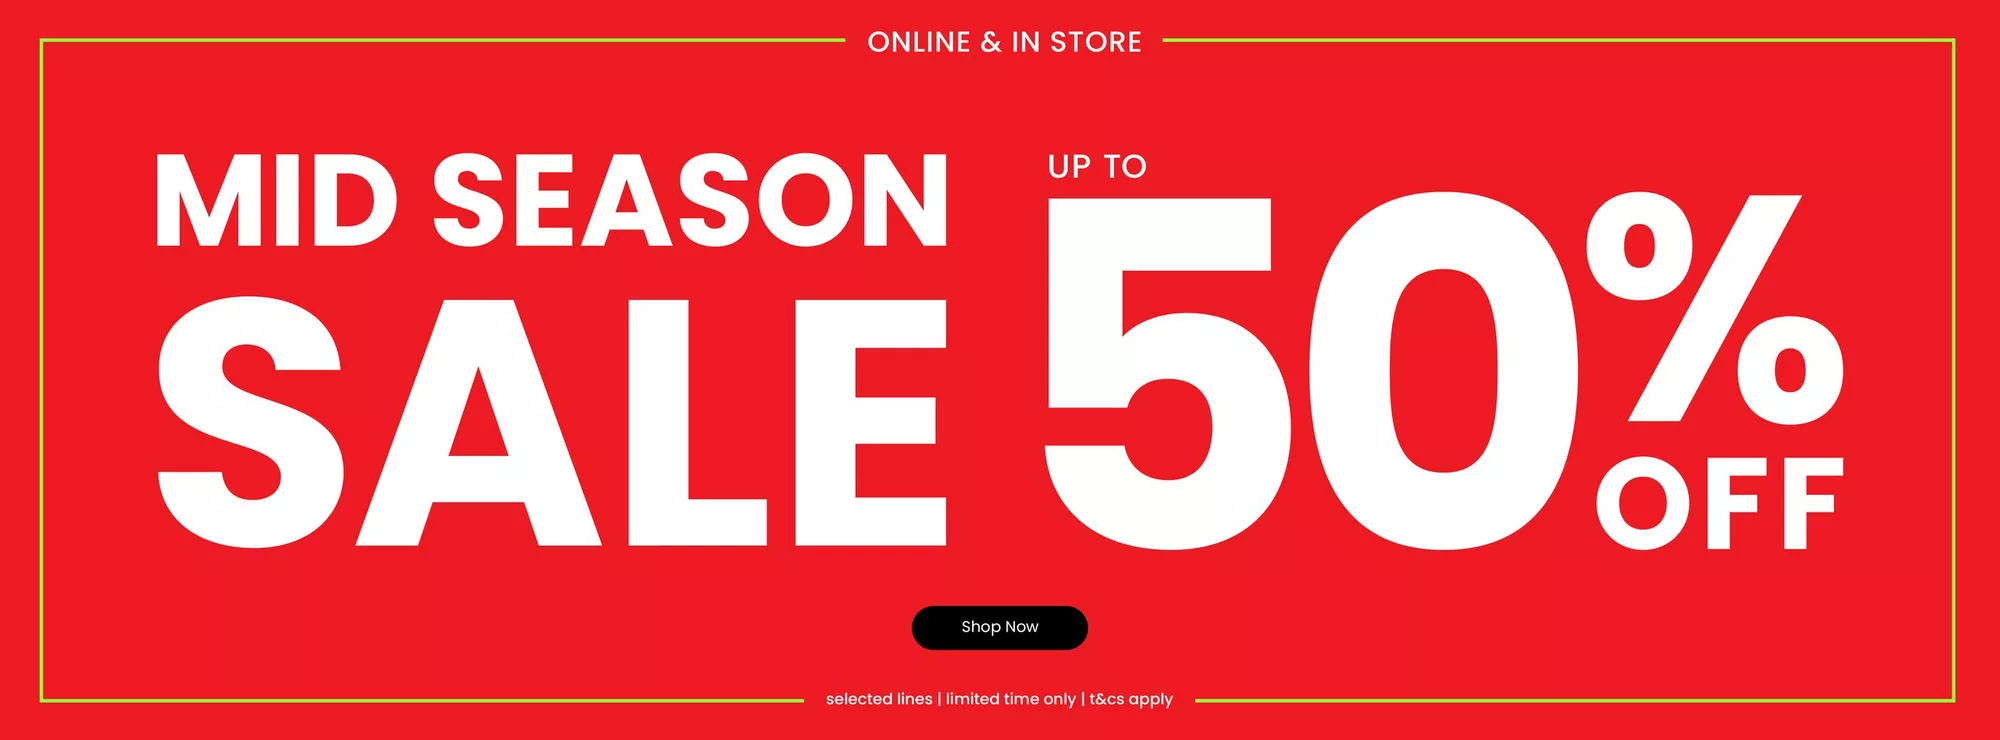 ONLINE & IN STORE
MID SEASON
SALE
UP TO
50%
OFF
Shop Now
selected lines | limited time only | t&cs apply